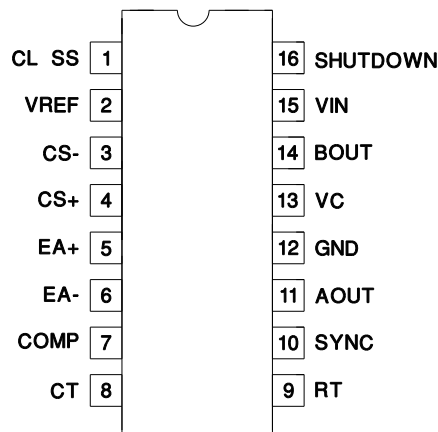 CL SS 1 16 SHUTDOWN
VREF 2 15 VIN
CS- 3 14 BOUT
CS+ 4 13 VC
EA+ 5 12 GND
EA- 6 11 AOUT
COMP 7 10 SYNC
CT 8 9 RT